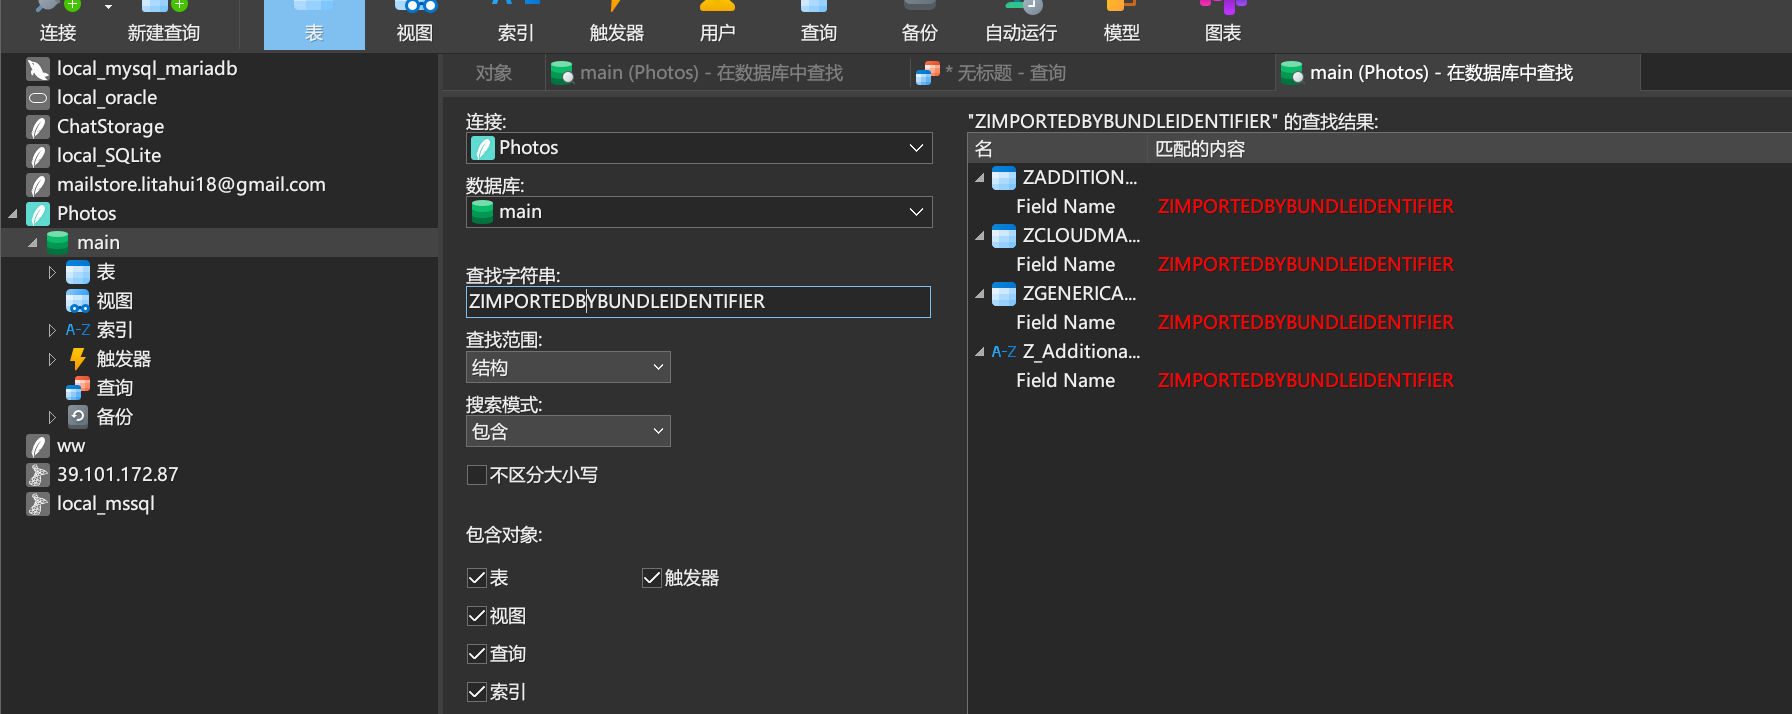 连接
新建查询
表
视图
索引
触发器
用户
查询
备份
自动运行
模型
图表
local_mysql_mariadb
local_oracle
ChatStorage
local_SQLite
mailstore.litahui18@gmail.com
Photos
main
表
视图
A-Z 索引
触发器
查询
备份
ww
39.101.172.87
local_mssql
对象
main (Photos) - 在数据库中查找
* 无标题 - 查询
main (Photos) - 在数据库中查找
连接:
Photos
数据库:
main
查找字符串:
ZIMPORTEDBYBUNDLEIDENTIFIER
查找范围:
结构
搜索模式:
包含
不区分大小写
包含对象:
表
触发器
视图
查询
索引
"ZIMPORTEDBYBUNDLEIDENTIFIER" 的查找结果:
名 匹配的内容
ZADDITION...
Field Name ZIMPORTEDBYBUNDLEIDENTIFIER
ZCLOUDMA...
Field Name ZIMPORTEDBYBUNDLEIDENTIFIER
ZGENERICA...
Field Name ZIMPORTEDBYBUNDLEIDENTIFIER
A-Z Z_Additiona...
Field Name ZIMPORTEDBYBUNDLEIDENTIFIER